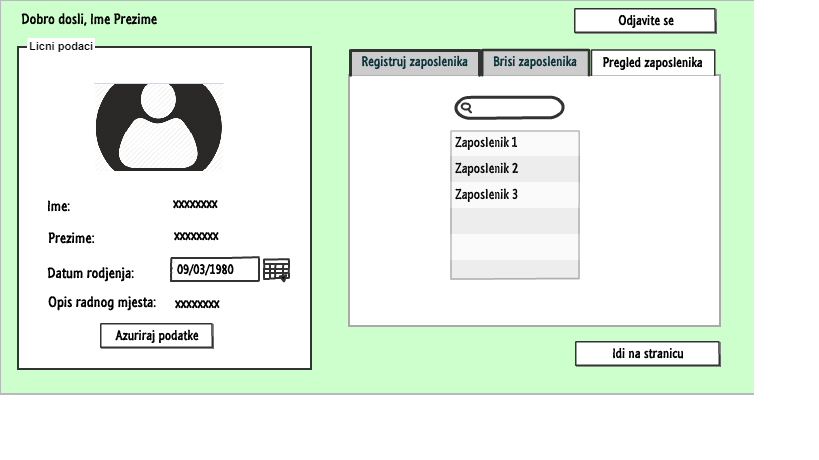 Dobro dosli, Ime Prezime
Odjavite se
Licni podaci
Ime: xxxxxxxx
Prezime: xxxxxxxx
Datum rodjenja: 09/03/1980
Opis radnog mjesta: xxxxxxxx
Azuriraj podatke
Registruj zaposlenika
Brisi zaposlenika
Pregled zaposlenika
Zaposlenik 1
Zaposlenik 2
Zaposlenik 3
Idi na stranicu